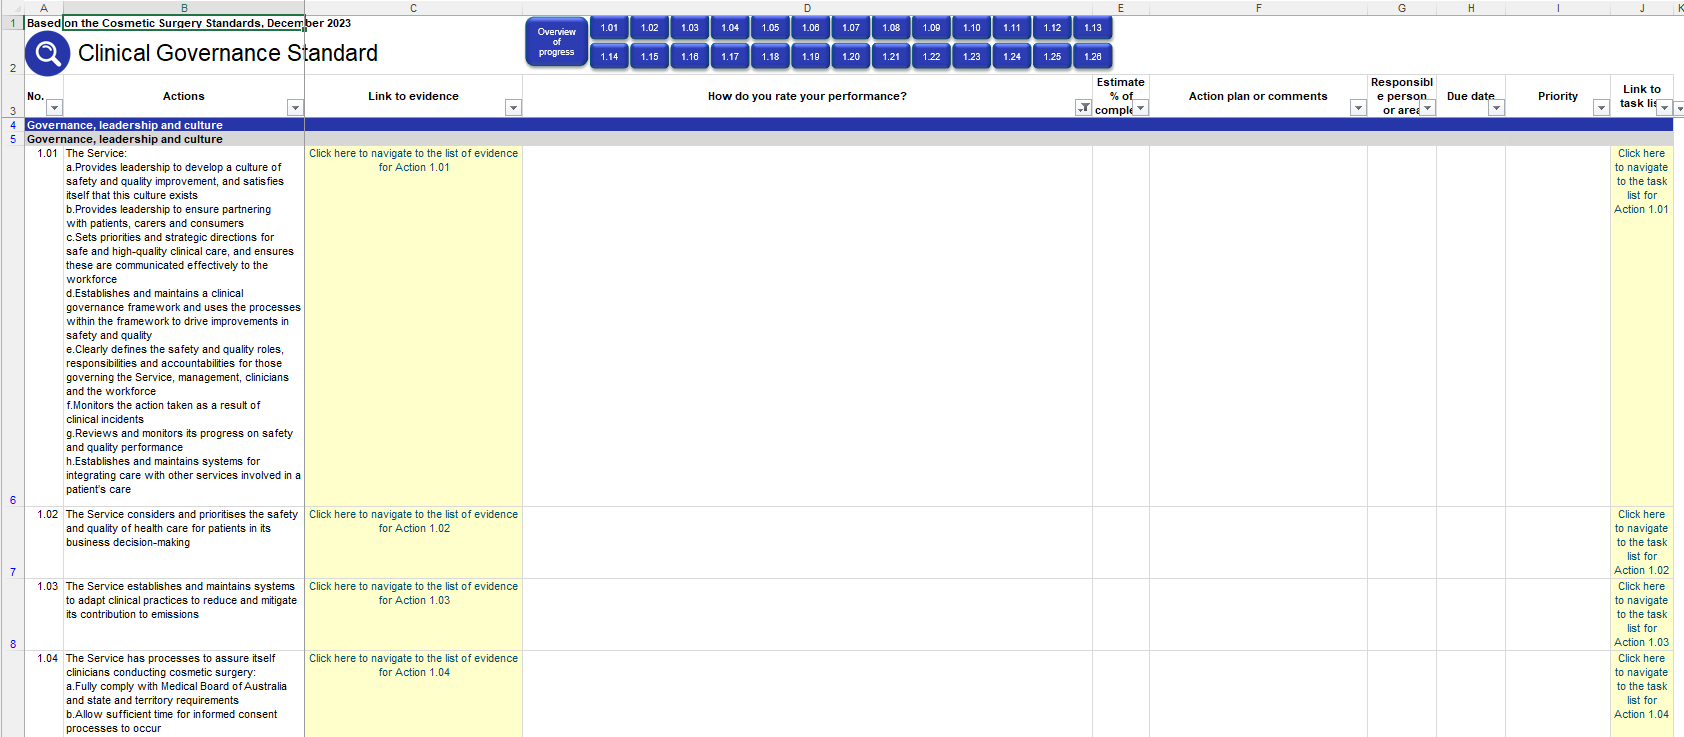 A B C D E F G H I J K
1 Based on the Cosmetic Surgery Standards, December 2023
Overview of progress
1.01 1.02 1.03 1.04 1.05 1.06 1.07 1.08 1.09 1.10 1.11 1.12 1.13
1.14 1.15 1.16 1.17 1.18 1.19 1.20 1.21 1.22 1.23 1.24 1.25 1.26
2 Clinical Governance Standard
3 No. Actions Link to evidence How do you rate your performance?
Estimate
% of
comple
Action plan or comments
Responsibl
e person
or area
Due date
Priority
Link to
task lis
4 Governance, leadership and culture
5 Governance, leadership and culture
1.01 The Service:
a.Provides leadership to develop a culture of
safety and quality improvement, and satisfies
itself that this culture exists
b.Provides leadership to ensure partnering
with patients, carers and consumers
c.Sets priorities and strategic directions for
safe and high-quality clinical care, and ensures
these are communicated effectively to the
workforce
d.Establishes and maintains a clinical
governance framework and uses the processes
within the framework to drive improvements in
safety and quality
e.Clearly defines the safety and quality roles,
responsibilities and accountabilities for those
governing the Service, management, clinicians
and the workforce
f.Monitors the action taken as a result of
clinical incidents
g.Reviews and monitors its progress on safety
and quality performance
h.Establishes and maintains systems for
integrating care with other services involved in a
patient's care
Click here to navigate to the list of evidence
for Action 1.01
Click here
to navigate
to the task
list for
Action 1.01
6
1.02 The Service considers and prioritises the safety
and quality of health care for patients in its
business decision-making
Click here to navigate to the list of evidence
for Action 1.02
Click here
to navigate
to the task
list for
Action 1.02
7
1.03 The Service establishes and maintains systems
to adapt clinical practices to reduce and mitigate
its contribution to emissions
Click here to navigate to the list of evidence
for Action 1.03
Click here
to navigate
to the task
list for
Action 1.03
8
1.04 The Service has processes to assure itself
clinicians conducting cosmetic surgery:
a.Fully comply with Medical Board of Australia
and state and territory requirements
b.Allow sufficient time for informed consent
processes to occur
Click here to navigate to the list of evidence
for Action 1.04
Click here
to navigate
to the task
list for
Action 1.04